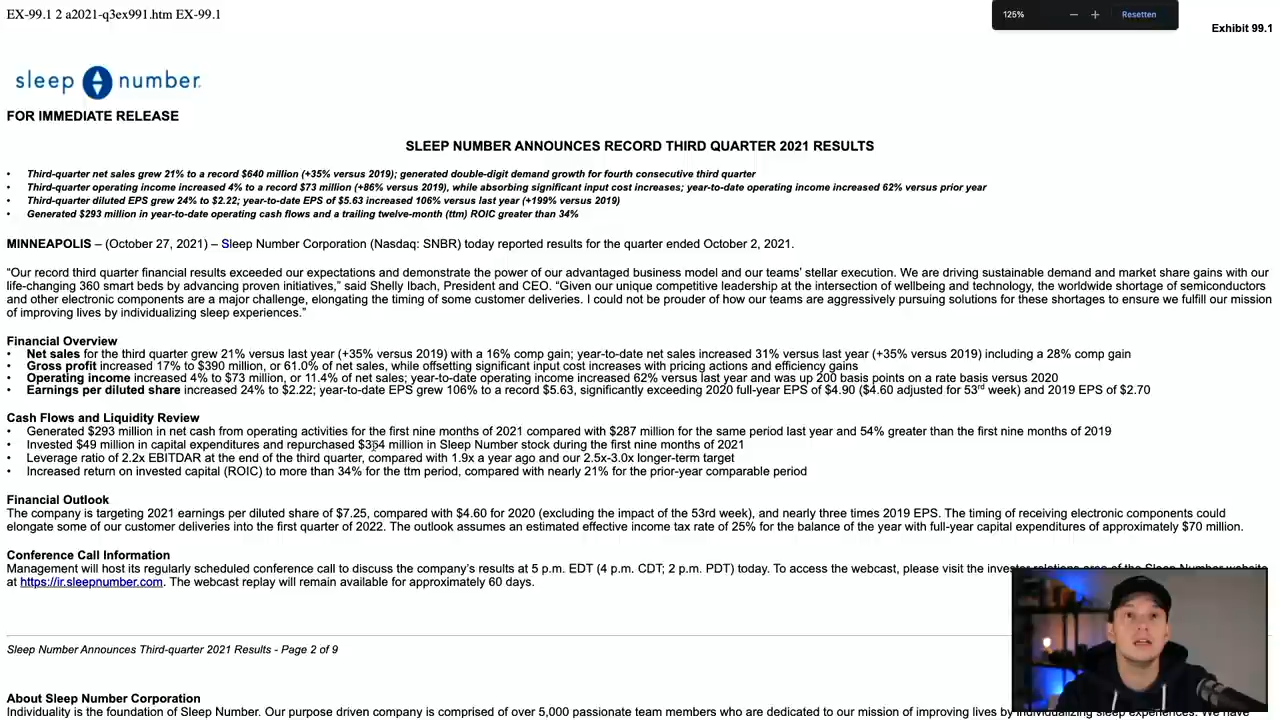 EX-99.1 2 a2021-q3ex991.htm EX-99.1
125% − + Resetten
Exhibit 99.1
sleep number
FOR IMMEDIATE RELEASE
SLEEP NUMBER ANNOUNCES RECORD THIRD QUARTER 2021 RESULTS
• Third-quarter net sales grew 21% to a record $640 million (+35% versus 2019); generated double-digit demand growth for fourth consecutive third quarter
• Third-quarter operating income increased 4% to a record $73 million (+86% versus 2019), while absorbing significant input cost increases; year-to-date operating income increased 62% versus prior year
• Third-quarter diluted EPS grew 24% to $2.22; year-to-date EPS of $5.63 increased 106% versus last year (+199% versus 2019)
• Generated $293 million in year-to-date operating cash flows and a trailing twelve-month (ttm) ROIC greater than 34%
MINNEAPOLIS – (October 27, 2021) – Sleep Number Corporation (Nasdaq: SNBR) today reported results for the quarter ended October 2, 2021.
“Our record third quarter financial results exceeded our expectations and demonstrate the power of our advantaged business model and our teams’ stellar execution. We are driving sustainable demand and market share gains with our
life-changing 360 smart beds by advancing proven initiatives,” said Shelly Ibach, President and CEO. “Given our unique competitive leadership at the intersection of wellbeing and technology, the worldwide shortage of semiconductors
and other electronic components are a major challenge, elongating the timing of some customer deliveries. I could not be prouder of how our teams are aggressively pursuing solutions for these shortages to ensure we fulfill our mission
of improving lives by individualizing sleep experiences.”
Financial Overview
• Net sales for the third quarter grew 21% versus last year (+35% versus 2019) with a 16% comp gain; year-to-date net sales increased 31% versus last year (+35% versus 2019) including a 28% comp gain
• Gross profit increased 17% to $390 million, or 61.0% of net sales, while offsetting significant input cost increases with pricing actions and efficiency gains
• Operating income increased 4% to $73 million, or 11.4% of net sales; year-to-date operating income increased 62% versus last year and was up 200 basis points on a rate basis versus 2020
• Earnings per diluted share increased 24% to $2.22; year-to-date EPS grew 106% to a record $5.63, significantly exceeding 2020 full-year EPS of $4.90 ($4.60 adjusted for 53rd week) and 2019 EPS of $2.70
Cash Flows and Liquidity Review
• Generated $293 million in net cash from operating activities for the first nine months of 2021 compared with $287 million for the same period last year and 54% greater than the first nine months of 2019
• Invested $49 million in capital expenditures and repurchased million in Sleep Number stock during the first nine months of 2021
• Leverage ratio of 2.2x EBITDAR at the end of the third quarter, compared with 1.9x a year ago and our 2.5x-3.0x longer-term target
• Increased return on invested capital (ROIC) to more than 34% for the ttm period, compared with nearly 21% for the prior-year comparable period
Financial Outlook
The company is targeting 2021 earnings per diluted share of $7.25, compared with $4.60 for 2020 (excluding the impact of the 53rd week), and nearly three times 2019 EPS. The timing of receiving electronic components could
elongate some of our customer deliveries into the first quarter of 2022. The outlook assumes an estimated effective income tax rate of 25% for the balance of the year with full-year capital expenditures of approximately $70 million.
Conference Call Information
Management will host its regularly scheduled conference call to discuss the company’s results at 5 p.m. EDT (4 p.m. CDT; 2 p.m. PDT) today. To access the webcast, please visit the
at https://ir.sleepnumber.com. The webcast replay will remain available for approximately 60 days.
Sleep Number Announces Third-quarter 2021 Results - Page 2 of 9
About Sleep Number Corporation
Individuality is the foundation of Sleep Number. Our purpose driven company is comprised of over 5,000 passionate team members who are dedicated to our mission of improving lives by